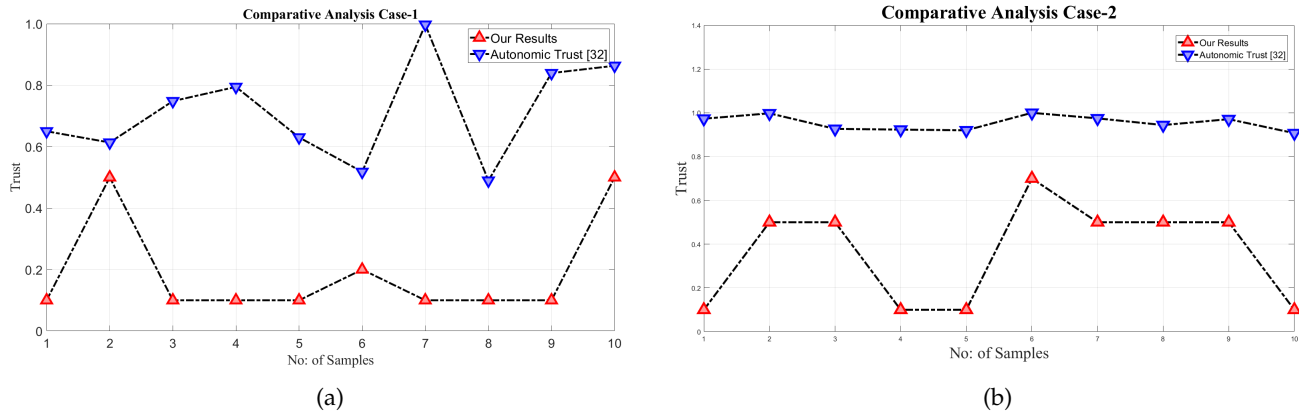 Comparative Analysis Case-1
1.0
0.8
0.6
0.4
0.2
0
Trust
Our Results
Autonomic Trust [32]
1 2 3 4 5 6 7 8 9 10
No: of Samples
(a)
Comparative Analysis Case-2
1.4
1.2
1.0
0.8
0.6
0.4
0.2
0
Trust
Our Results
Autonomic Trust [32]
1 2 3 4 5 6 7 8 9 10
No: of Samples
(b)